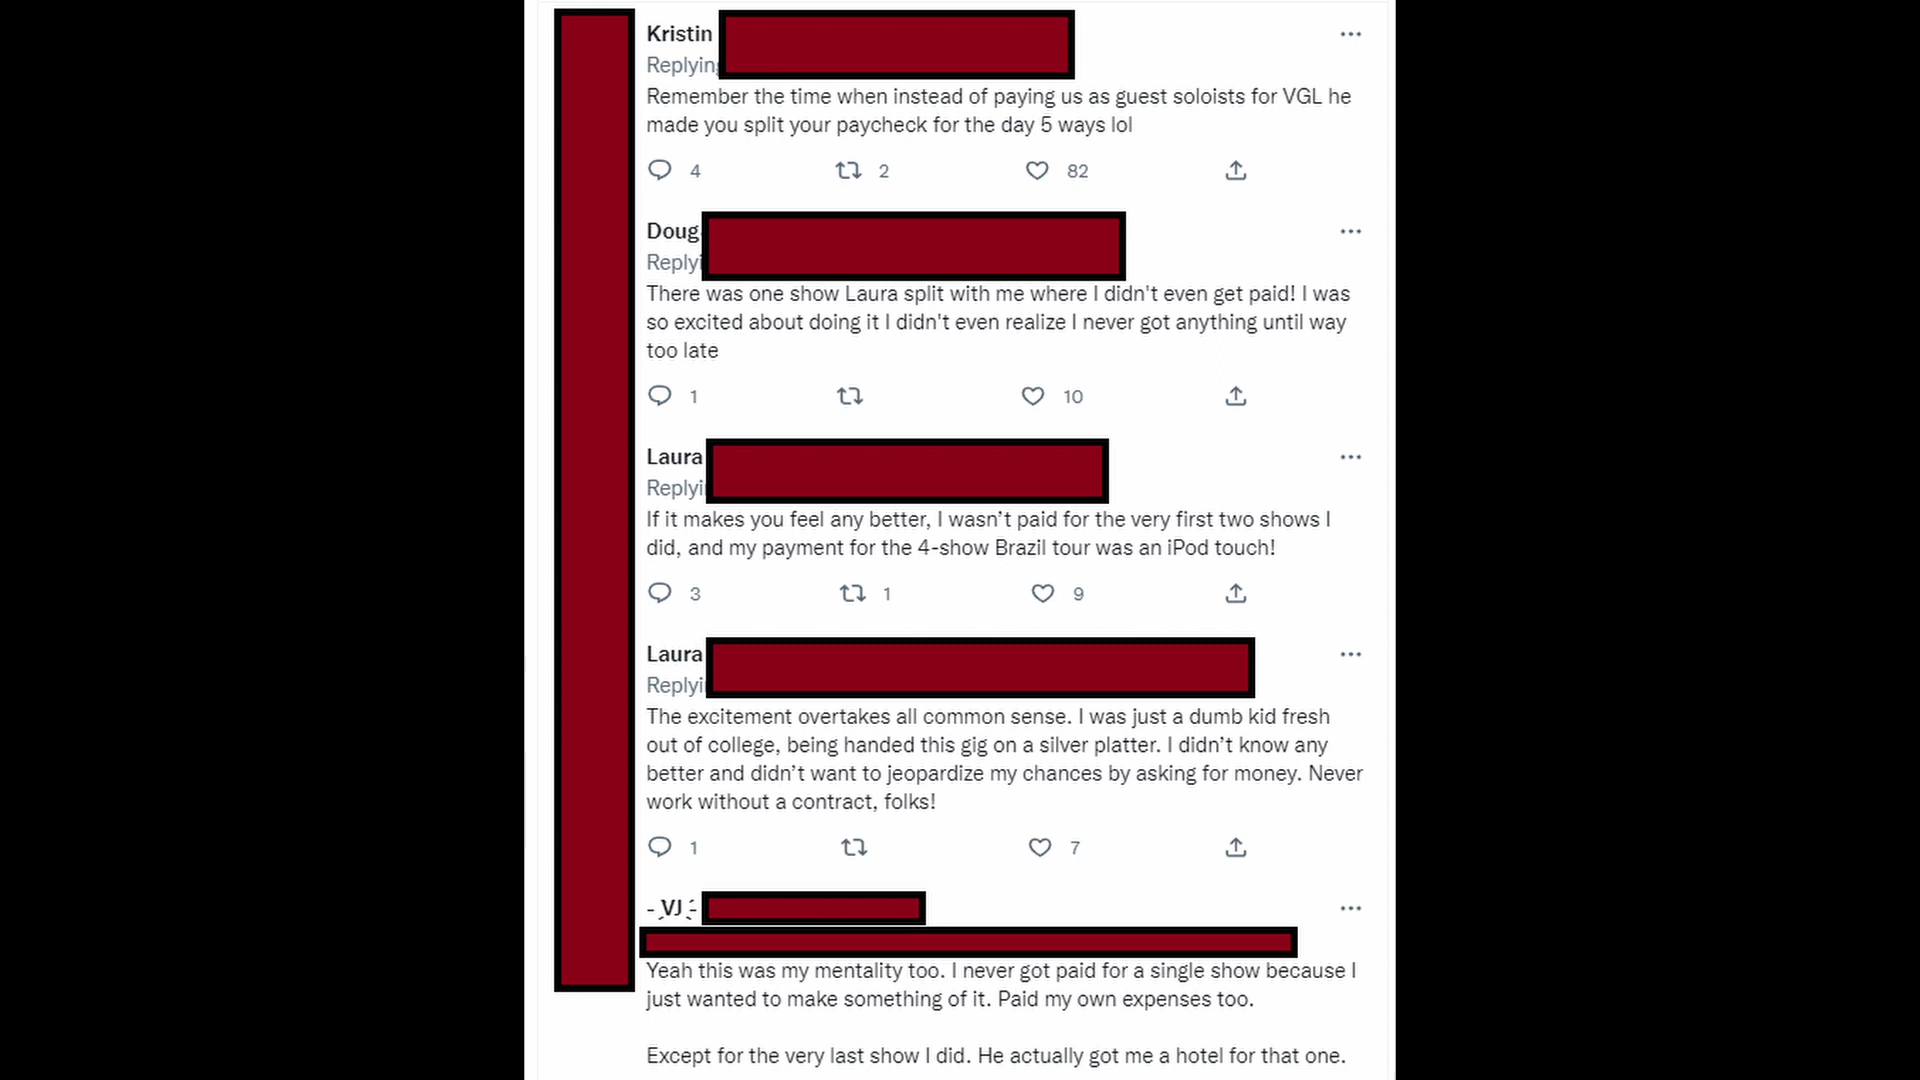 Kristin
Replying
Remember the time when instead of paying us as guest soloists for VGL he
made you split your paycheck for the day 5 ways lol
4 2 82
Doug
Replyi
There was one show Laura split with me where I didn't even get paid! I was
so excited about doing it I didn't even realize I never got anything until way
too late
1 10
Laura
Replyi
If it makes you feel any better, I wasn’t paid for the very first two shows I
did, and my payment for the 4-show Brazil tour was an iPod touch!
3 1 9
Laura
Replyi
The excitement overtakes all common sense. I was just a dumb kid fresh
out of college, being handed this gig on a silver platter. I didn’t know any
better and didn’t want to jeopardize my chances by asking for money. Never
work without a contract, folks!
1 7
- VJ -
Yeah this was my mentality too. I never got paid for a single show because I
just wanted to make something of it. Paid my own expenses too.
Except for the very last show I did. He actually got me a hotel for that one.